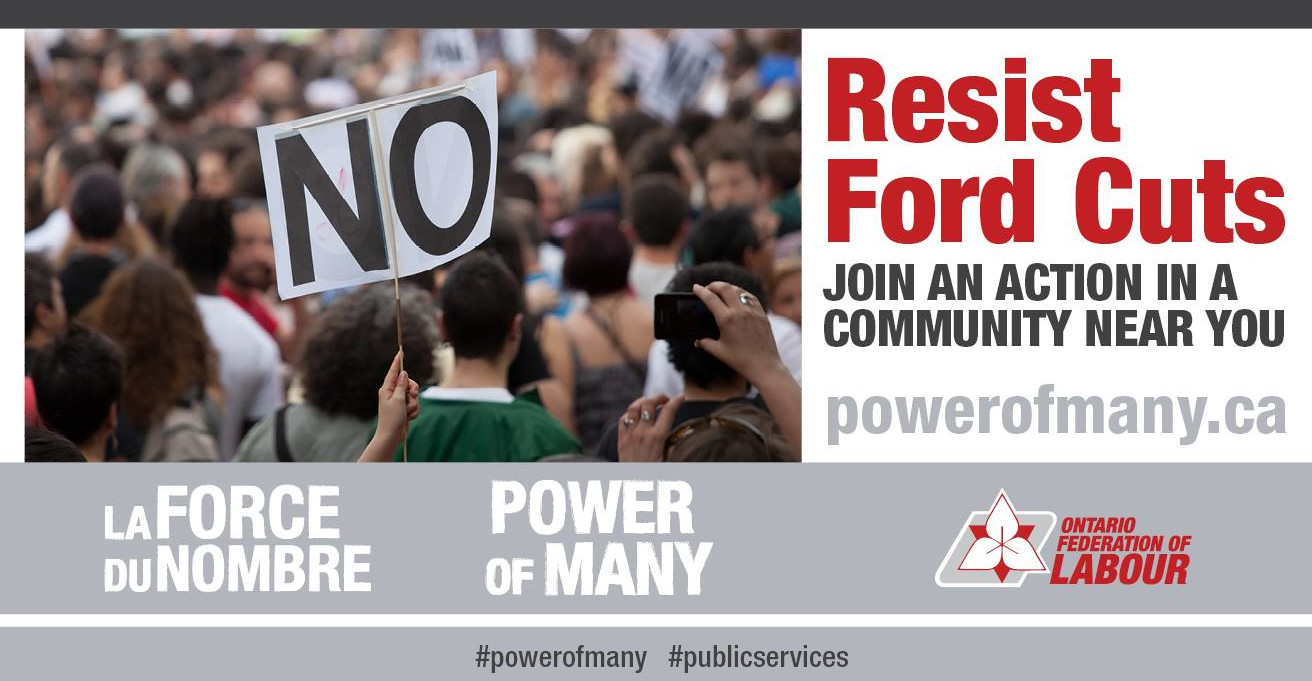 NO
Resist
Ford Cuts
JOIN AN ACTION IN A
COMMUNITY NEAR YOU
powerofmany.ca
LA FORCE
DU NOMBRE
POWER
OF MANY
ONTARIO
FEDERATION OF
LABOUR
#powerofmany #publicservices